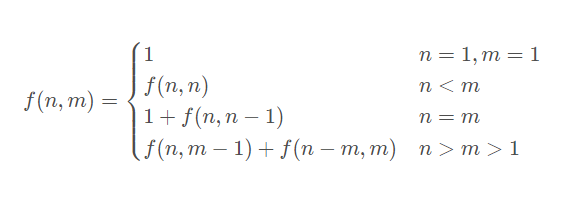 f(n, m) = { 1 n = 1, m = 1
f(n, n) n < m
1 + f(n, n − 1) n = m
f(n, m − 1) + f(n − m, m) n > m > 1